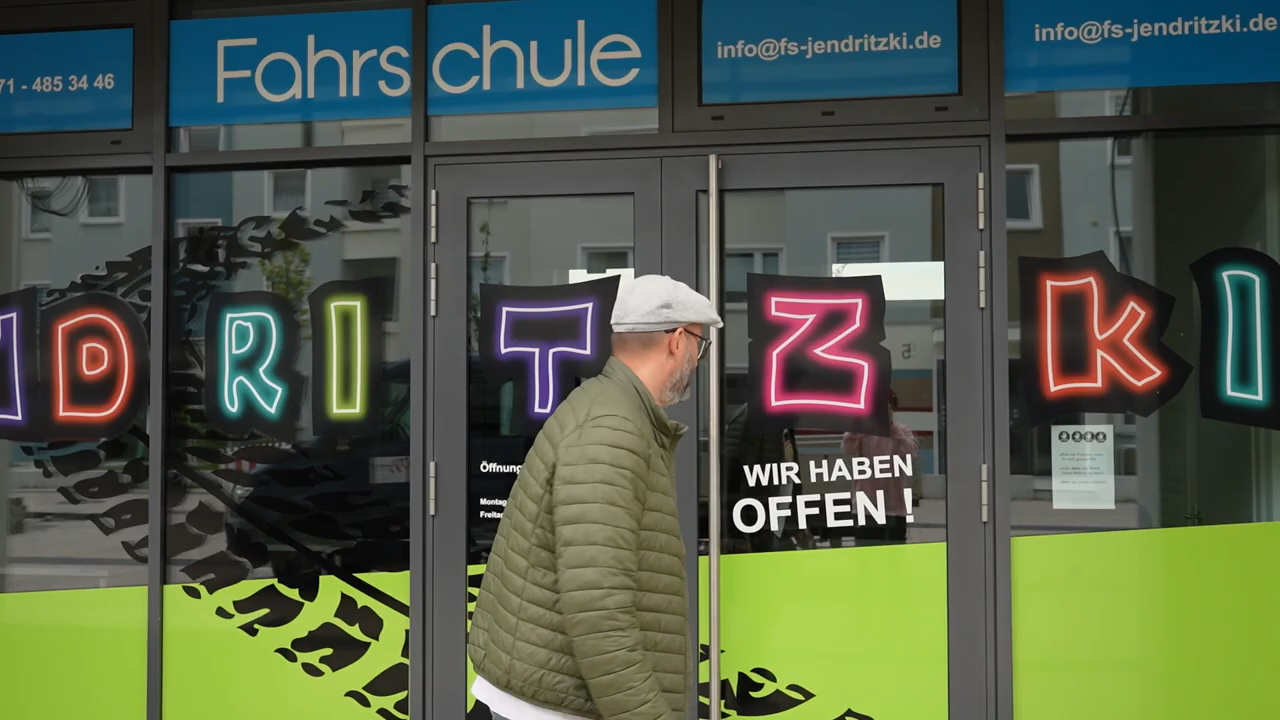 71 - 485 34 46
Fahrschule
info@fs-jendritzki.de
info@fs-jendritzki.de
DRITZKI
Öffnung
Montag
Freitag
WIR HABEN
OFFEN !